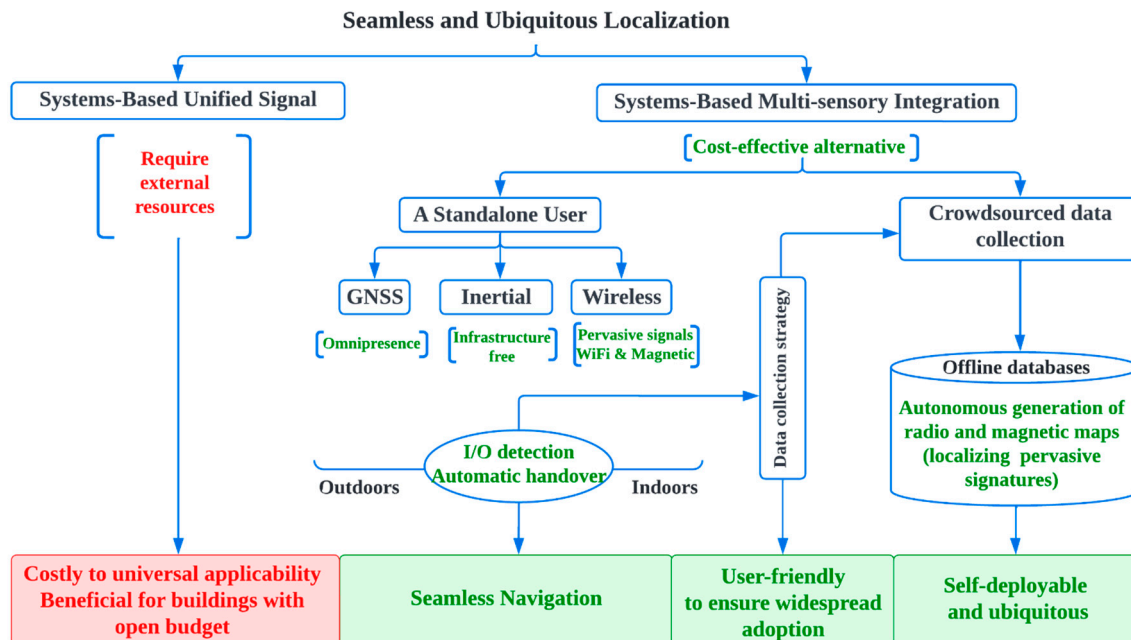 Seamless and Ubiquitous Localization
Systems-Based Unified Signal
Systems-Based Multi-sensory Integration
Require
external
resources
Cost-effective alternative
A Standalone User
Crowdsourced data
collection
GNSS
Inertial
Wireless
Omnipresence
Infrastructure
free
Pervasive signals
WiFi & Magnetic
Data collection strategy
Offline databases
Autonomous generation of
radio and magnetic maps
(localizing pervasive
signatures)
I/O detection
Automatic handover
Outdoors
Indoors
Costly to universal applicability
Beneficial for buildings with
open budget
Seamless Navigation
User-friendly
to ensure widespread
adoption
Self-deployable
and ubiquitous